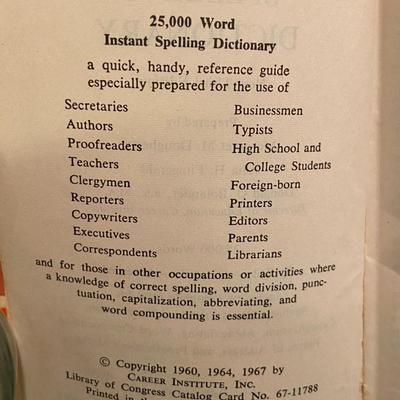 25,000 Word
Instant Spelling Dictionary
a quick, handy, reference guide
especially prepared for the use of
Secretaries
Authors
Proofreaders
Teachers
Clergymen
Reporters
Copywriters
Executives
Correspondents
Businessmen
Typists
High School and
College Students
Foreign-born
Printers
Editors
Parents
Librarians
and for those in other occupations or activities where
a knowledge of correct spelling, word division, punc-
tuation, capitalization, abbreviating, and
word compounding is essential.
© Copyright 1960, 1964, 1967 by
CAREER INSTITUTE, INC.
Library of Congress Catalog Card No. 67-11788
Printed in the